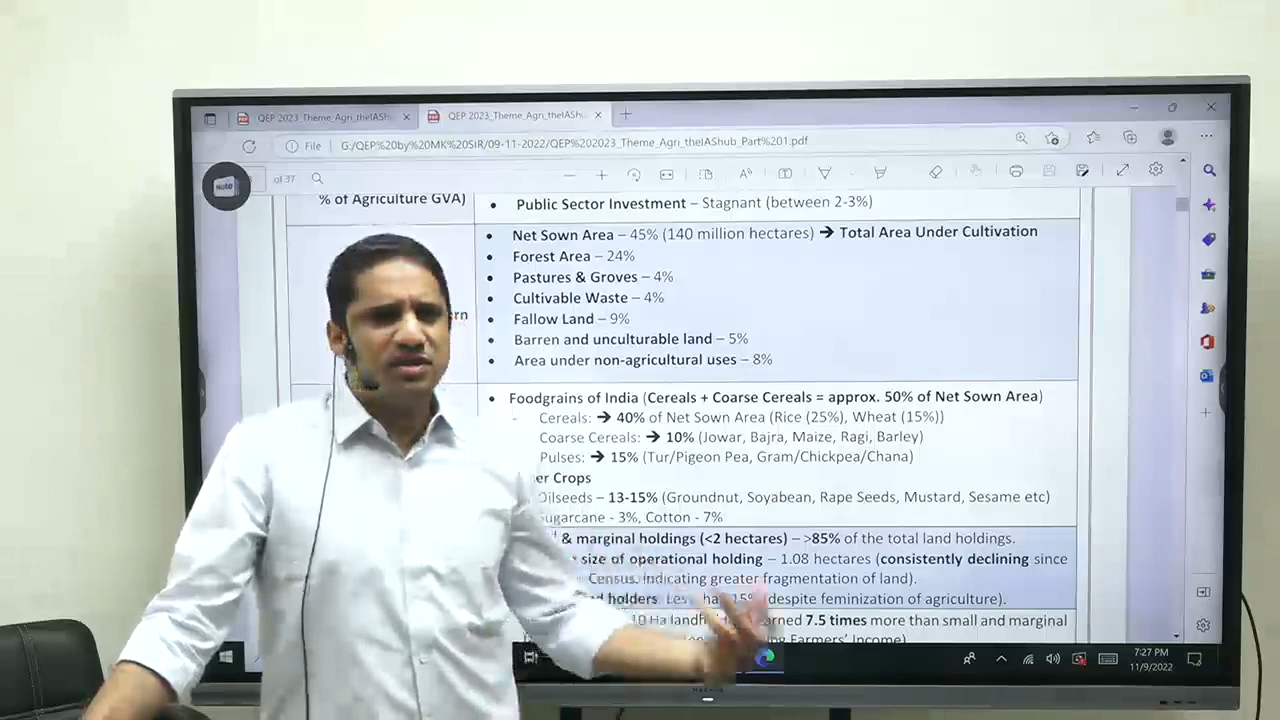 QEP 2023_Theme_Agri_theIASh
QEP 2023_Theme_Agri_theIASh
File G:/QEP%20by%20MK%20SIR/09-11-2022/QEP%202023_Theme_Agri_theIAShub_Part%201.pdf
Note
of 37
% of Agriculture GVA)
Public Sector Investment – Stagnant (between 2-3%)
• Net Sown Area – 45% (140 million hectares) → Total Area Under Cultivation
• Forest Area – 24%
• Pastures & Groves – 4%
• Cultivable Waste – 4%
• Fallow Land – 9%
• Barren and unculturable land – 5%
• Area under non-agricultural uses – 8%
• Foodgrains of India (Cereals + Coarse Cereals = approx. 50% of Net Sown Area)
- Cereals: → 40% of Net Sown Area (Rice (25%), Wheat (15%))
Coarse Cereals: → 10% (Jowar, Bajra, Maize, Ragi, Barley)
Pulses: → 15% (Tur/Pigeon Pea, Gram/Chickpea/Chana)
Crops
Oilseeds – 13-15% (Groundnut, Soyabean, Rape Seeds, Mustard, Sesame etc)
Sugarcane - 3%, Cotton - 7%
& marginal holdings (<2 hectares) – >85% of the total land holdings.
size of operational holding – 1.08 hectares (consistently declining since
Census, indicating greater fragmentation of land).
holders 15% despite feminization of agriculture).
10 Ha earned 7.5 times more than small and marginal
Farmers' Income)
7:27 PM
11/9/2022